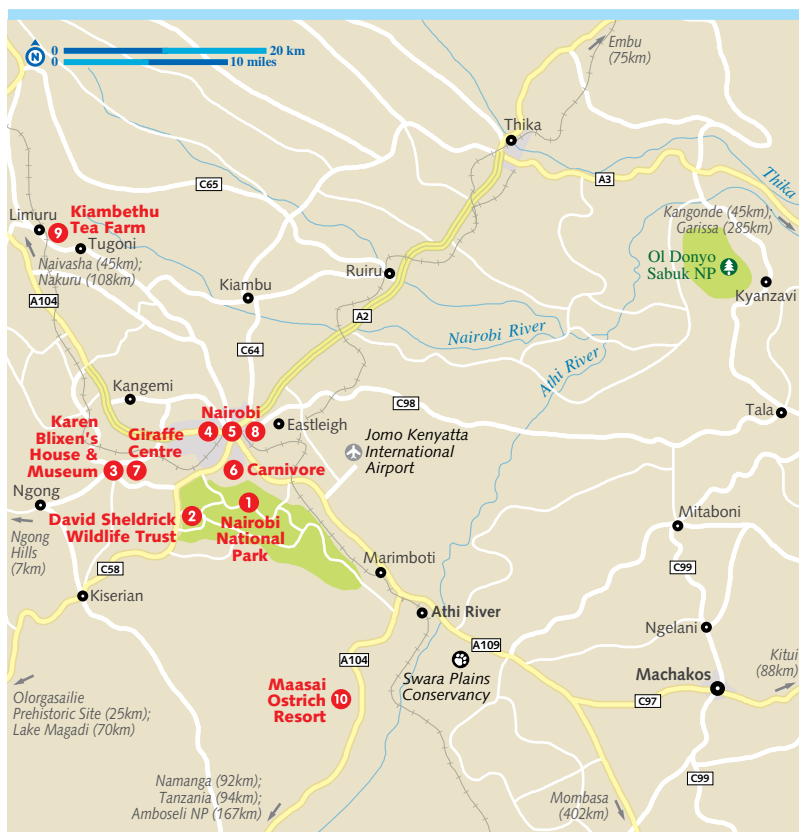 Embu
(75km)
N
0
20 km
0
10 miles
Thika
C65
A3
Thika
Limuru
9
Kiambethu
Tea Farm
Tugoni
Kangonde (45km);
Garissa (285km)
Naivasha (45km);
Nakuru (108km)
Ol Donyo
Sabuk NP
Kiambu
Ruiru
Kyanzavi
A104
A2
Nairobi River
Athi River
C64
Kangemi
C98
Tala
Nairobi
4
5
8
Eastleigh
Karen
Blixen's
House &
Museum
3
Giraffe
Centre
7
Jomo Kenyatta
International
Airport
6
Carnivore
Ngong
1
Nairobi
National
Park
2
David Sheldrick
Wildlife Trust
Mitaboni
Ngong
Hills
(7km)
Marimboti
C58
C99
Kiserian
Athi River
Ngelani
A109
Kitui
(88km)
A104
Swara Plains
Conservancy
Machakos
Maasai
Ostrich
Resort
10
C97
Olorgasailie
Prehistoric Site (25km);
Lake Magadi (70km)
C99
Namanga (92km);
Tanzania (94km);
Amboseli NP (167km)
Mombasa
(402km)